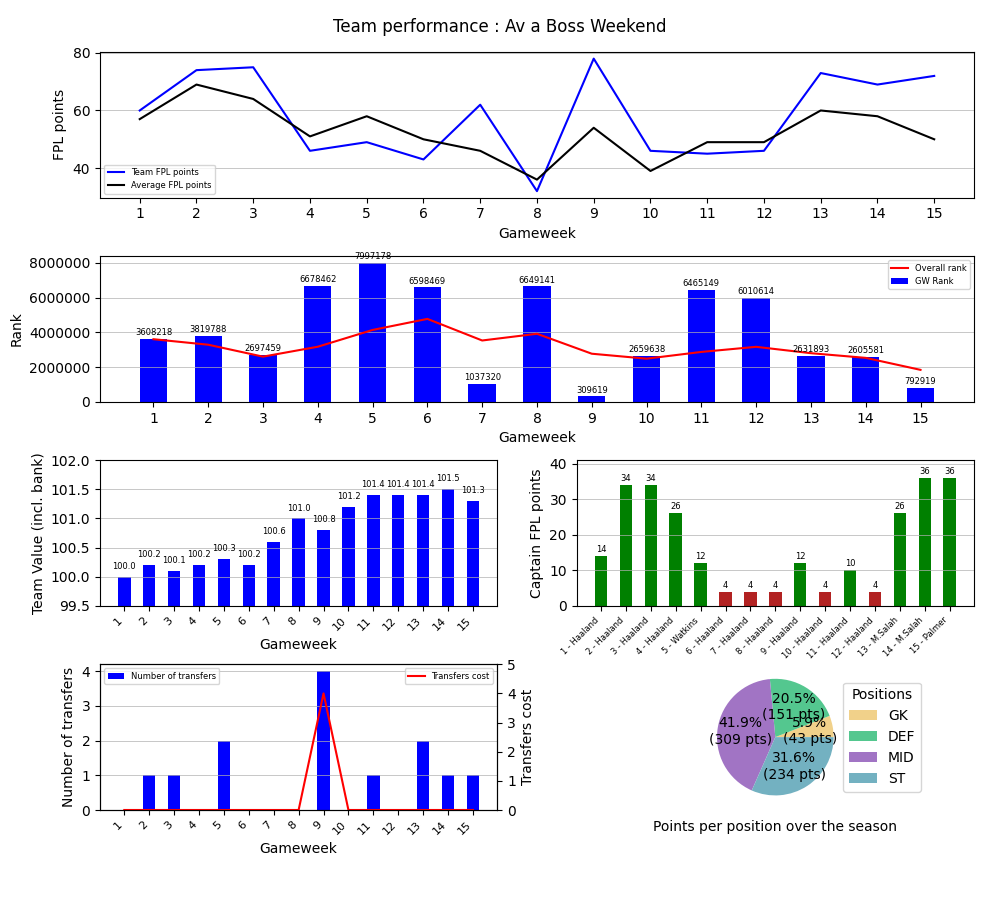 Team performance : Av a Boss Weekend
80
60
40
FPL points
Team FPL points
Average FPL points
1 2 3 4 5 6 7 8 9 10 11 12 13 14 15
Gameweek
8000000
6000000
4000000
2000000
0
Rank
3608218 3819788 2697459 6678462 7997178 6598469 1037320 6649141 309619 2659638 6465149 6010614 2631893 2605581 792919
Overall rank
GW Rank
1 2 3 4 5 6 7 8 9 10 11 12 13 14 15
Gameweek
102.0
101.5
101.0
100.5
100.0
99.5
Team Value (incl. bank)
100.0 100.2 100.1 100.2 100.3 100.2 100.6 101.0 100.8 101.2 101.4 101.4 101.4 101.5 101.3
1 2 3 4 5 6 7 8 9 10 11 12 13 14 15
Gameweek
40
30
20
10
0
Captain FPL points
14 34 34 26 12 4 4 4 12 4 10 4 26 36 36
1 - Haaland
2 - Haaland
3 - Haaland
4 - Haaland
5 - Watkins
6 - Haaland
7 - Haaland
8 - Haaland
9 - Haaland
10 - Haaland
11 - Haaland
12 - Haaland
13 - M.Salah
14 - M.Salah
15 - Palmer
4
3
2
1
0
Number of transfers
Number of transfers
Transfers cost
5
4
3
2
1
0
Transfers cost
1 2 3 4 5 6 7 8 9 10 11 12 13 14 15
Gameweek
20.5%
(151 pts)
5.9%
(43 pts)
41.9%
(309 pts)
31.6%
(234 pts)
Positions
GK
DEF
MID
ST
Points per position over the season